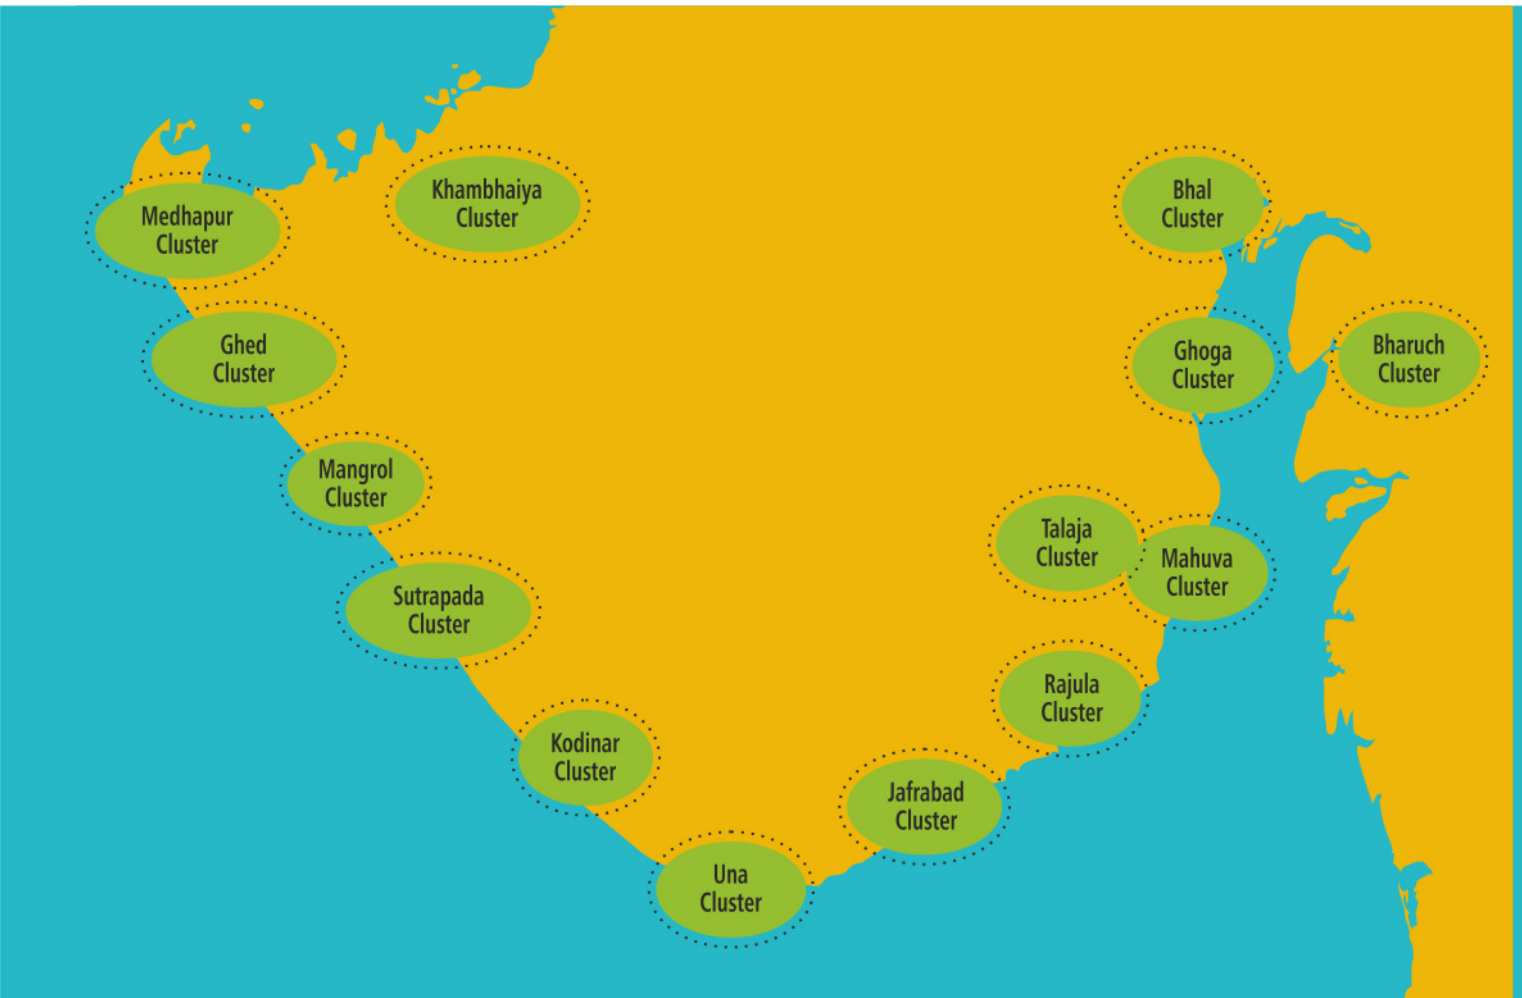 Khambhaiya
Cluster
Bhal
Cluster
Medhapur
Cluster
Ghed
Cluster
Ghoga
Cluster
Bharuch
Cluster
Mangrol
Cluster
Talaja
Cluster
Mahuva
Cluster
Sutrapada
Cluster
Rajula
Cluster
Kodinar
Cluster
Jafrabad
Cluster
Una
Cluster